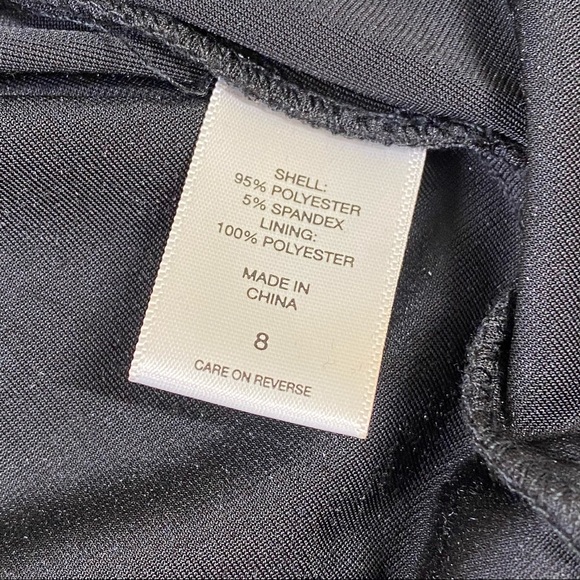 SHELL:
95% POLYESTER
5% SPANDEX
LINING:
100% POLYESTER
MADE IN
CHINA
8
CARE ON REVERSE